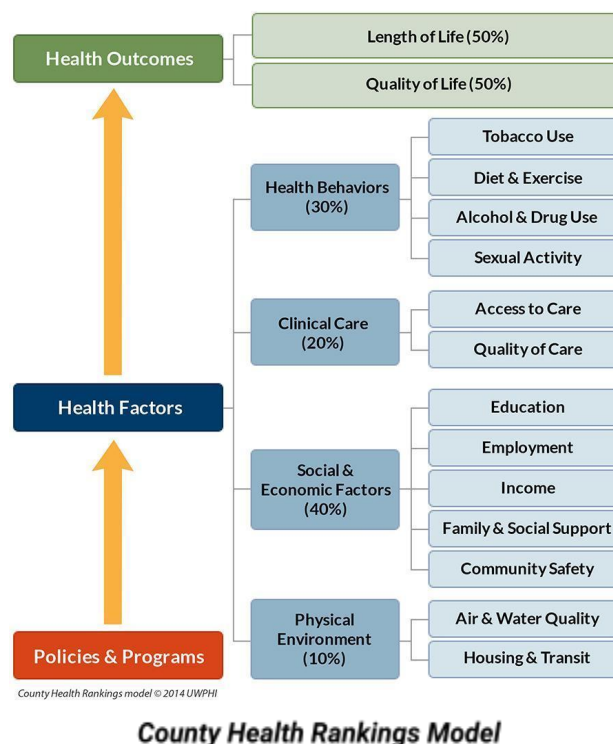 Health Outcomes
Length of Life (50%)
Quality of Life (50%)
Health Factors
Health Behaviors
(30%)
Tobacco Use
Diet & Exercise
Alcohol & Drug Use
Sexual Activity
Clinical Care
(20%)
Access to Care
Quality of Care
Social &
Economic Factors
(40%)
Education
Employment
Income
Family & Social Support
Community Safety
Physical
Environment
(10%)
Air & Water Quality
Housing & Transit
Policies & Programs
County Health Rankings model © 2014 UWPHI
County Health Rankings Model